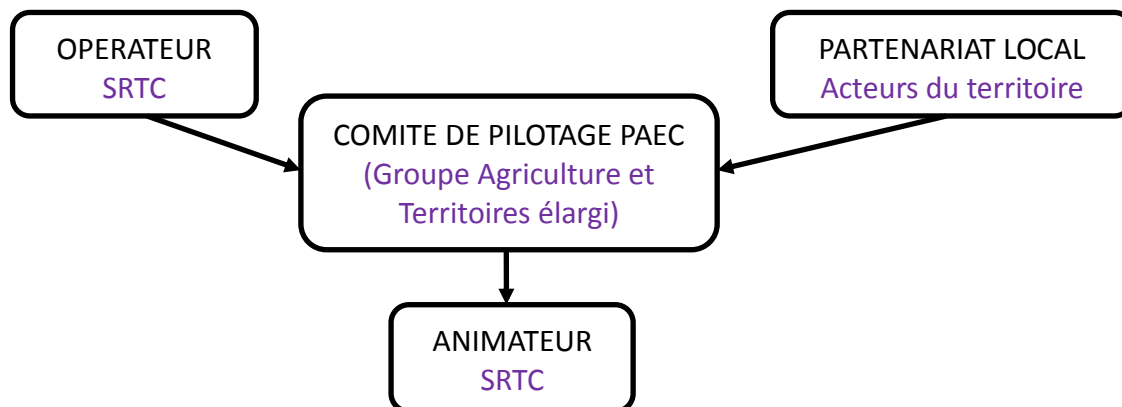 OPERATEUR
SRTC
PARTENARIAT LOCAL
Acteurs du territoire
COMITE DE PILOTAGE PAEC
(Groupe Agriculture et
Territoires élargi)
ANIMATEUR
SRTC